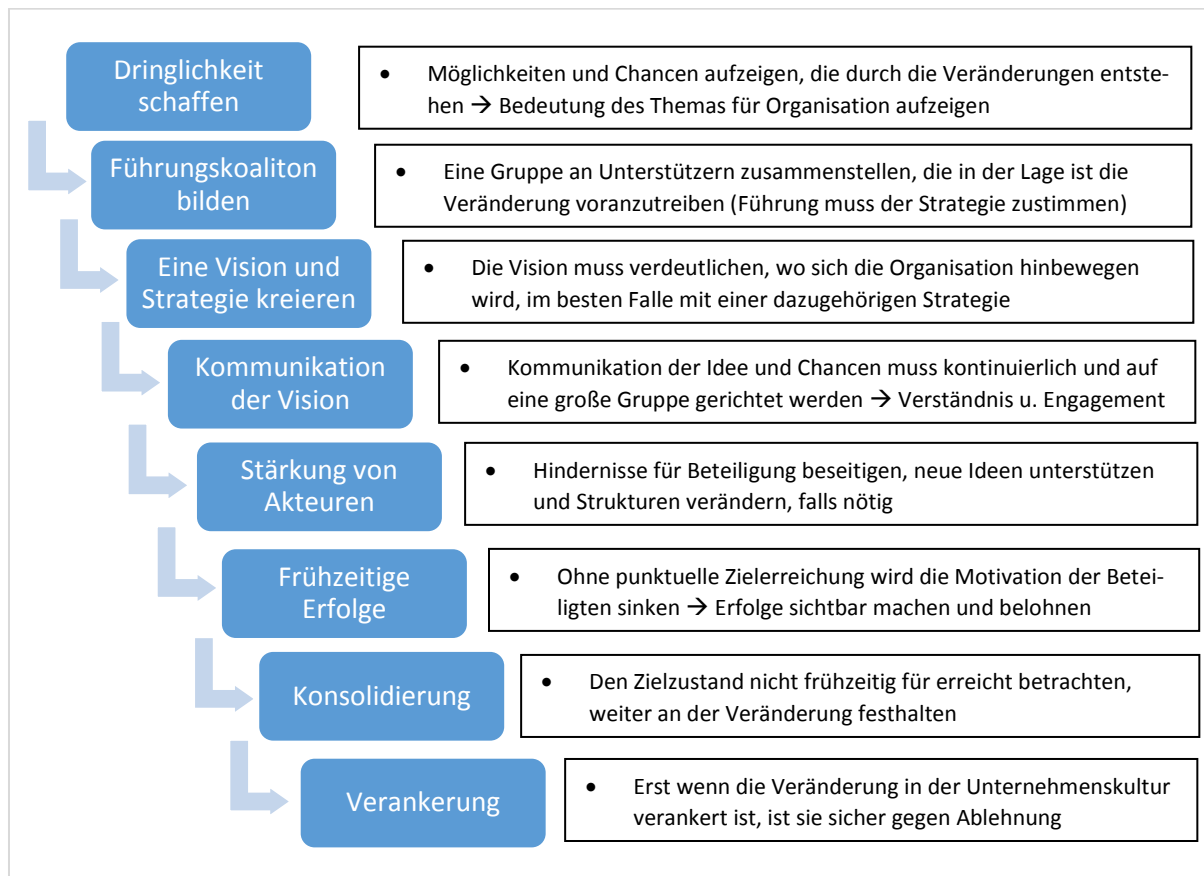 Dringlichkeit
schaffen
• Möglichkeiten und Chancen aufzeigen, die durch die Veränderungen entste-
hen → Bedeutung des Themas für Organisation aufzeigen
Führungskoaliton
bilden
• Eine Gruppe an Unterstützern zusammenstellen, die in der Lage ist die
Veränderung voranzutreiben (Führung muss der Strategie zustimmen)
Eine Vision und
Strategie kreieren
• Die Vision muss verdeutlichen, wo sich die Organisation hinbewegen
wird, im besten Falle mit einer dazugehörigen Strategie
Kommunikation
der Vision
• Kommunikation der Idee und Chancen muss kontinuierlich und auf
eine große Gruppe gerichtet werden → Verständnis u. Engagement
Stärkung von
Akteuren
• Hindernisse für Beteiligung beseitigen, neue Ideen unterstützen
und Strukturen verändern, falls nötig
Frühzeitige
Erfolge
• Ohne punktuelle Zielerreichung wird die Motivation der Betei-
ligten sinken → Erfolge sichtbar machen und belohnen
Konsolidierung
• Den Zielzustand nicht frühzeitig für erreicht betrachten,
weiter an der Veränderung festhalten
Verankerung
• Erst wenn die Veränderung in der Unternehmenskultur
verankert ist, ist sie sicher gegen Ablehnung